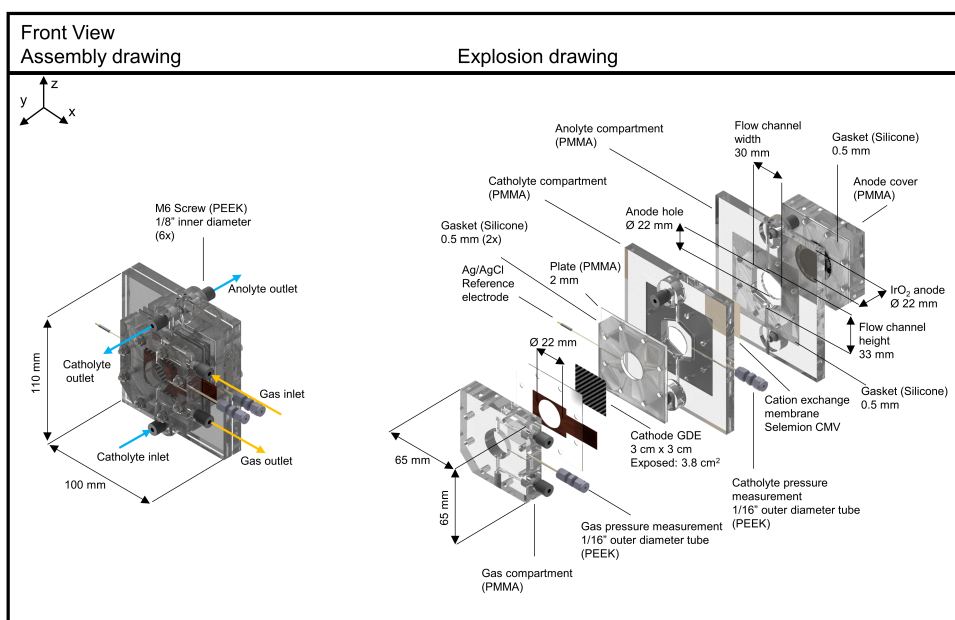 Front View
Assembly drawing
Explosion drawing
z
y
x
M6 Screw (PEEK)
1/8” inner diameter
(6x)
Anolyte outlet
Catholyte
outlet
110 mm
Gas inlet
Catholyte inlet
Gas outlet
100 mm
Anolyte compartment
(PMMA)
Flow channel
width
30 mm
Gasket (Silicone)
0.5 mm
Catholyte compartment
(PMMA)
Anode cover
(PMMA)
Anode hole
Ø 22 mm
Gasket (Silicone)
0.5 mm (2x)
Plate (PMMA)
2 mm
Ag/AgCl
Reference
electrode
IrO₂ anode
Ø 22 mm
Flow channel
height
33 mm
Ø 22 mm
Gasket (Silicone)
0.5 mm
Cation exchange
membrane
Selemion CMV
Cathode GDE
3 cm x 3 cm
Exposed: 3.8 cm²
65 mm
65 mm
Catholyte pressure
measurement
1/16” outer diameter tube
(PEEK)
Gas pressure measurement
1/16” outer diameter tube
(PEEK)
Gas compartment
(PMMA)